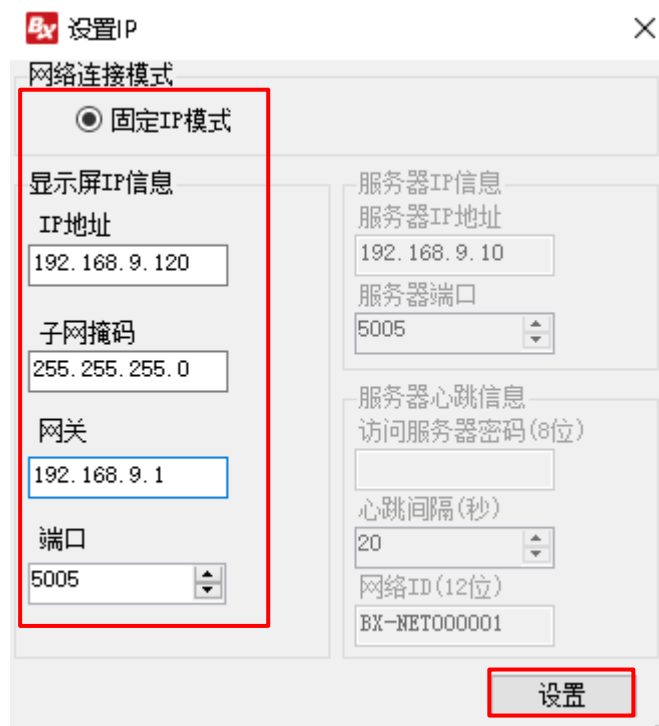 BX 设置IP
网络连接模式
固定IP模式
显示屏IP信息
IP地址
192.168.9.120
子网掩码
255.255.255.0
网关
192.168.9.1
端口
5005
服务器IP信息
服务器IP地址
192.168.9.10
服务器端口
5005
服务器心跳信息
访问服务器密码(8位)
心跳间隔(秒)
20
网络ID(12位)
BX-NET000001
设置